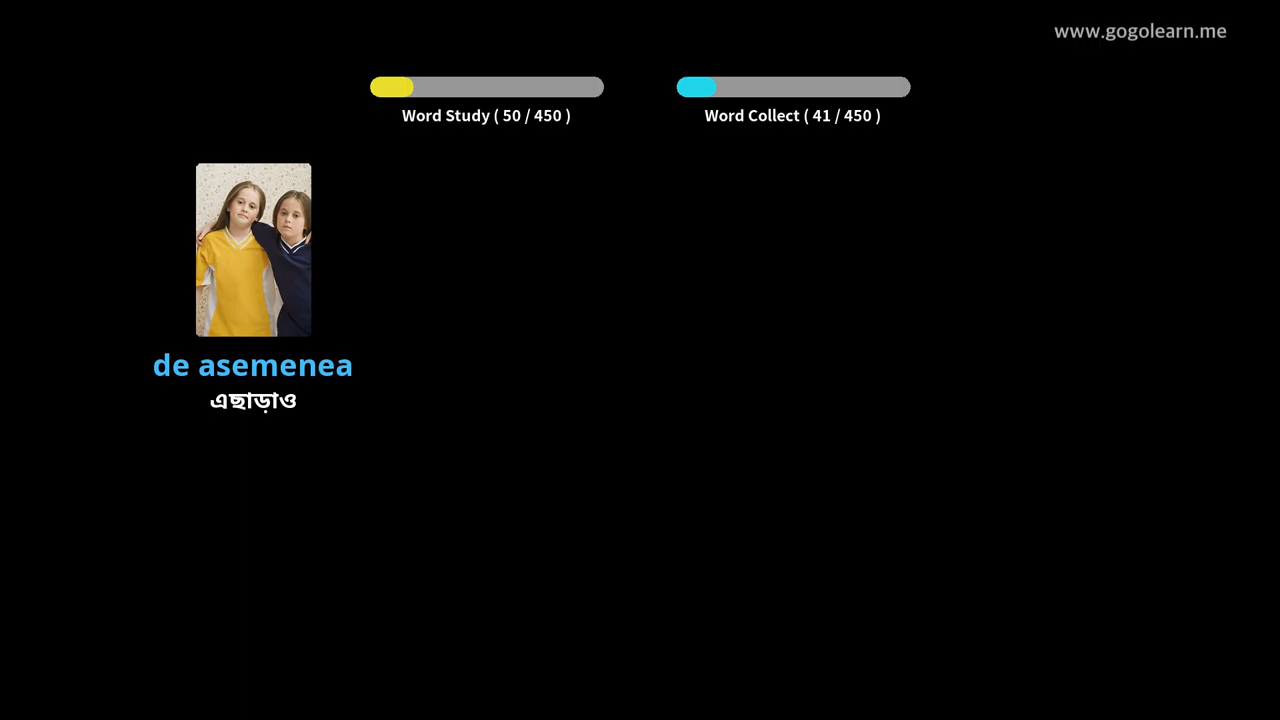 www.gogolearn.me
Word Study ( 50 / 450 )
Word Collect ( 41 / 450 )
de asemenea
এছাড়াও